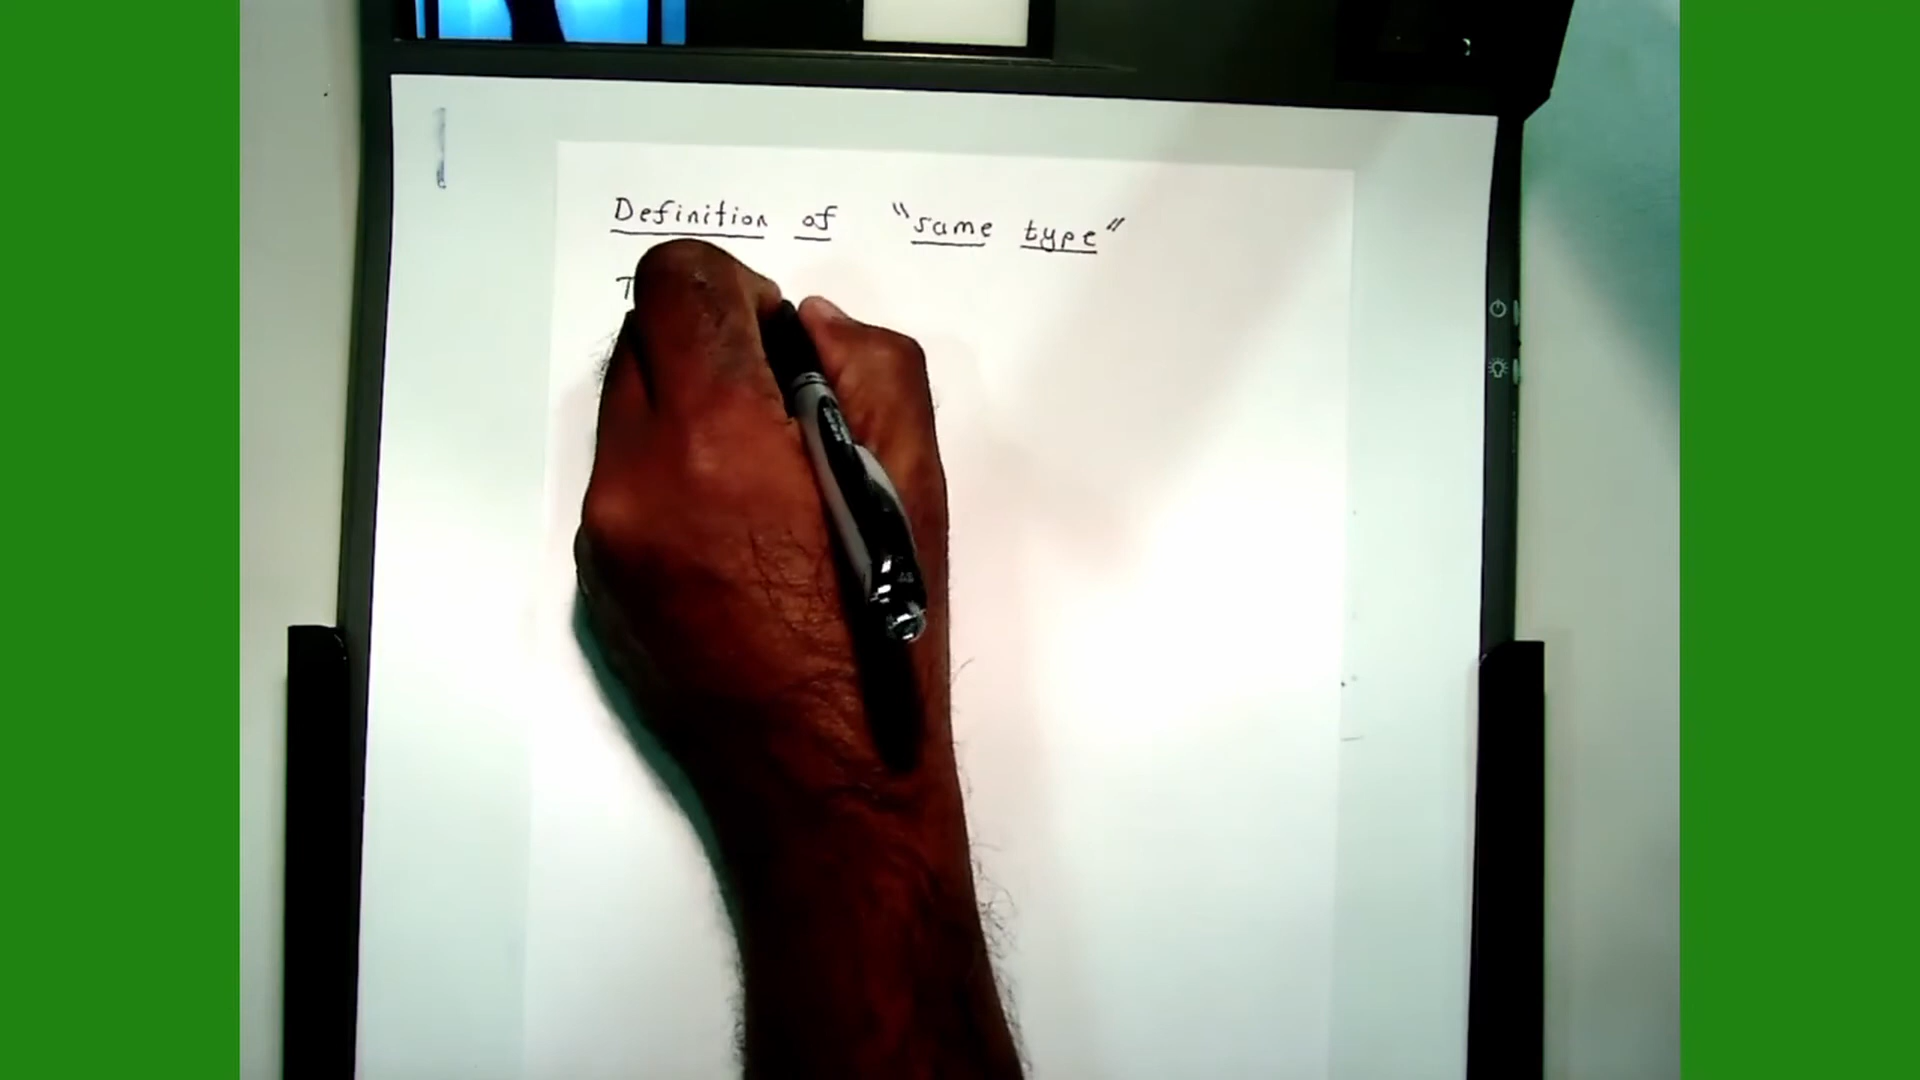 Definition of "same type"
T